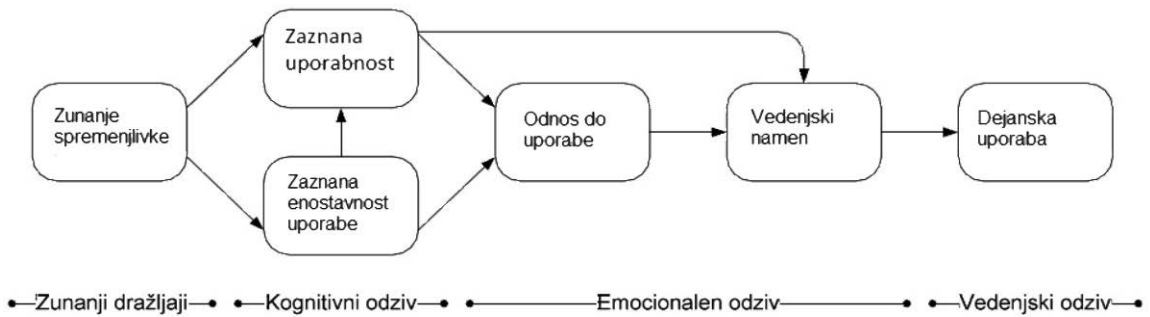 Zaznana
uporabnost
Zunanje
spremenjlivke
Odnos do
uporabe
Vedenjski
namen
Dejanska
uporaba
Zaznana
enostavnost
uporabe
Zunanji dražljaji
Kognitivni odziv
Emocionalen odziv
Vedenjski odziv